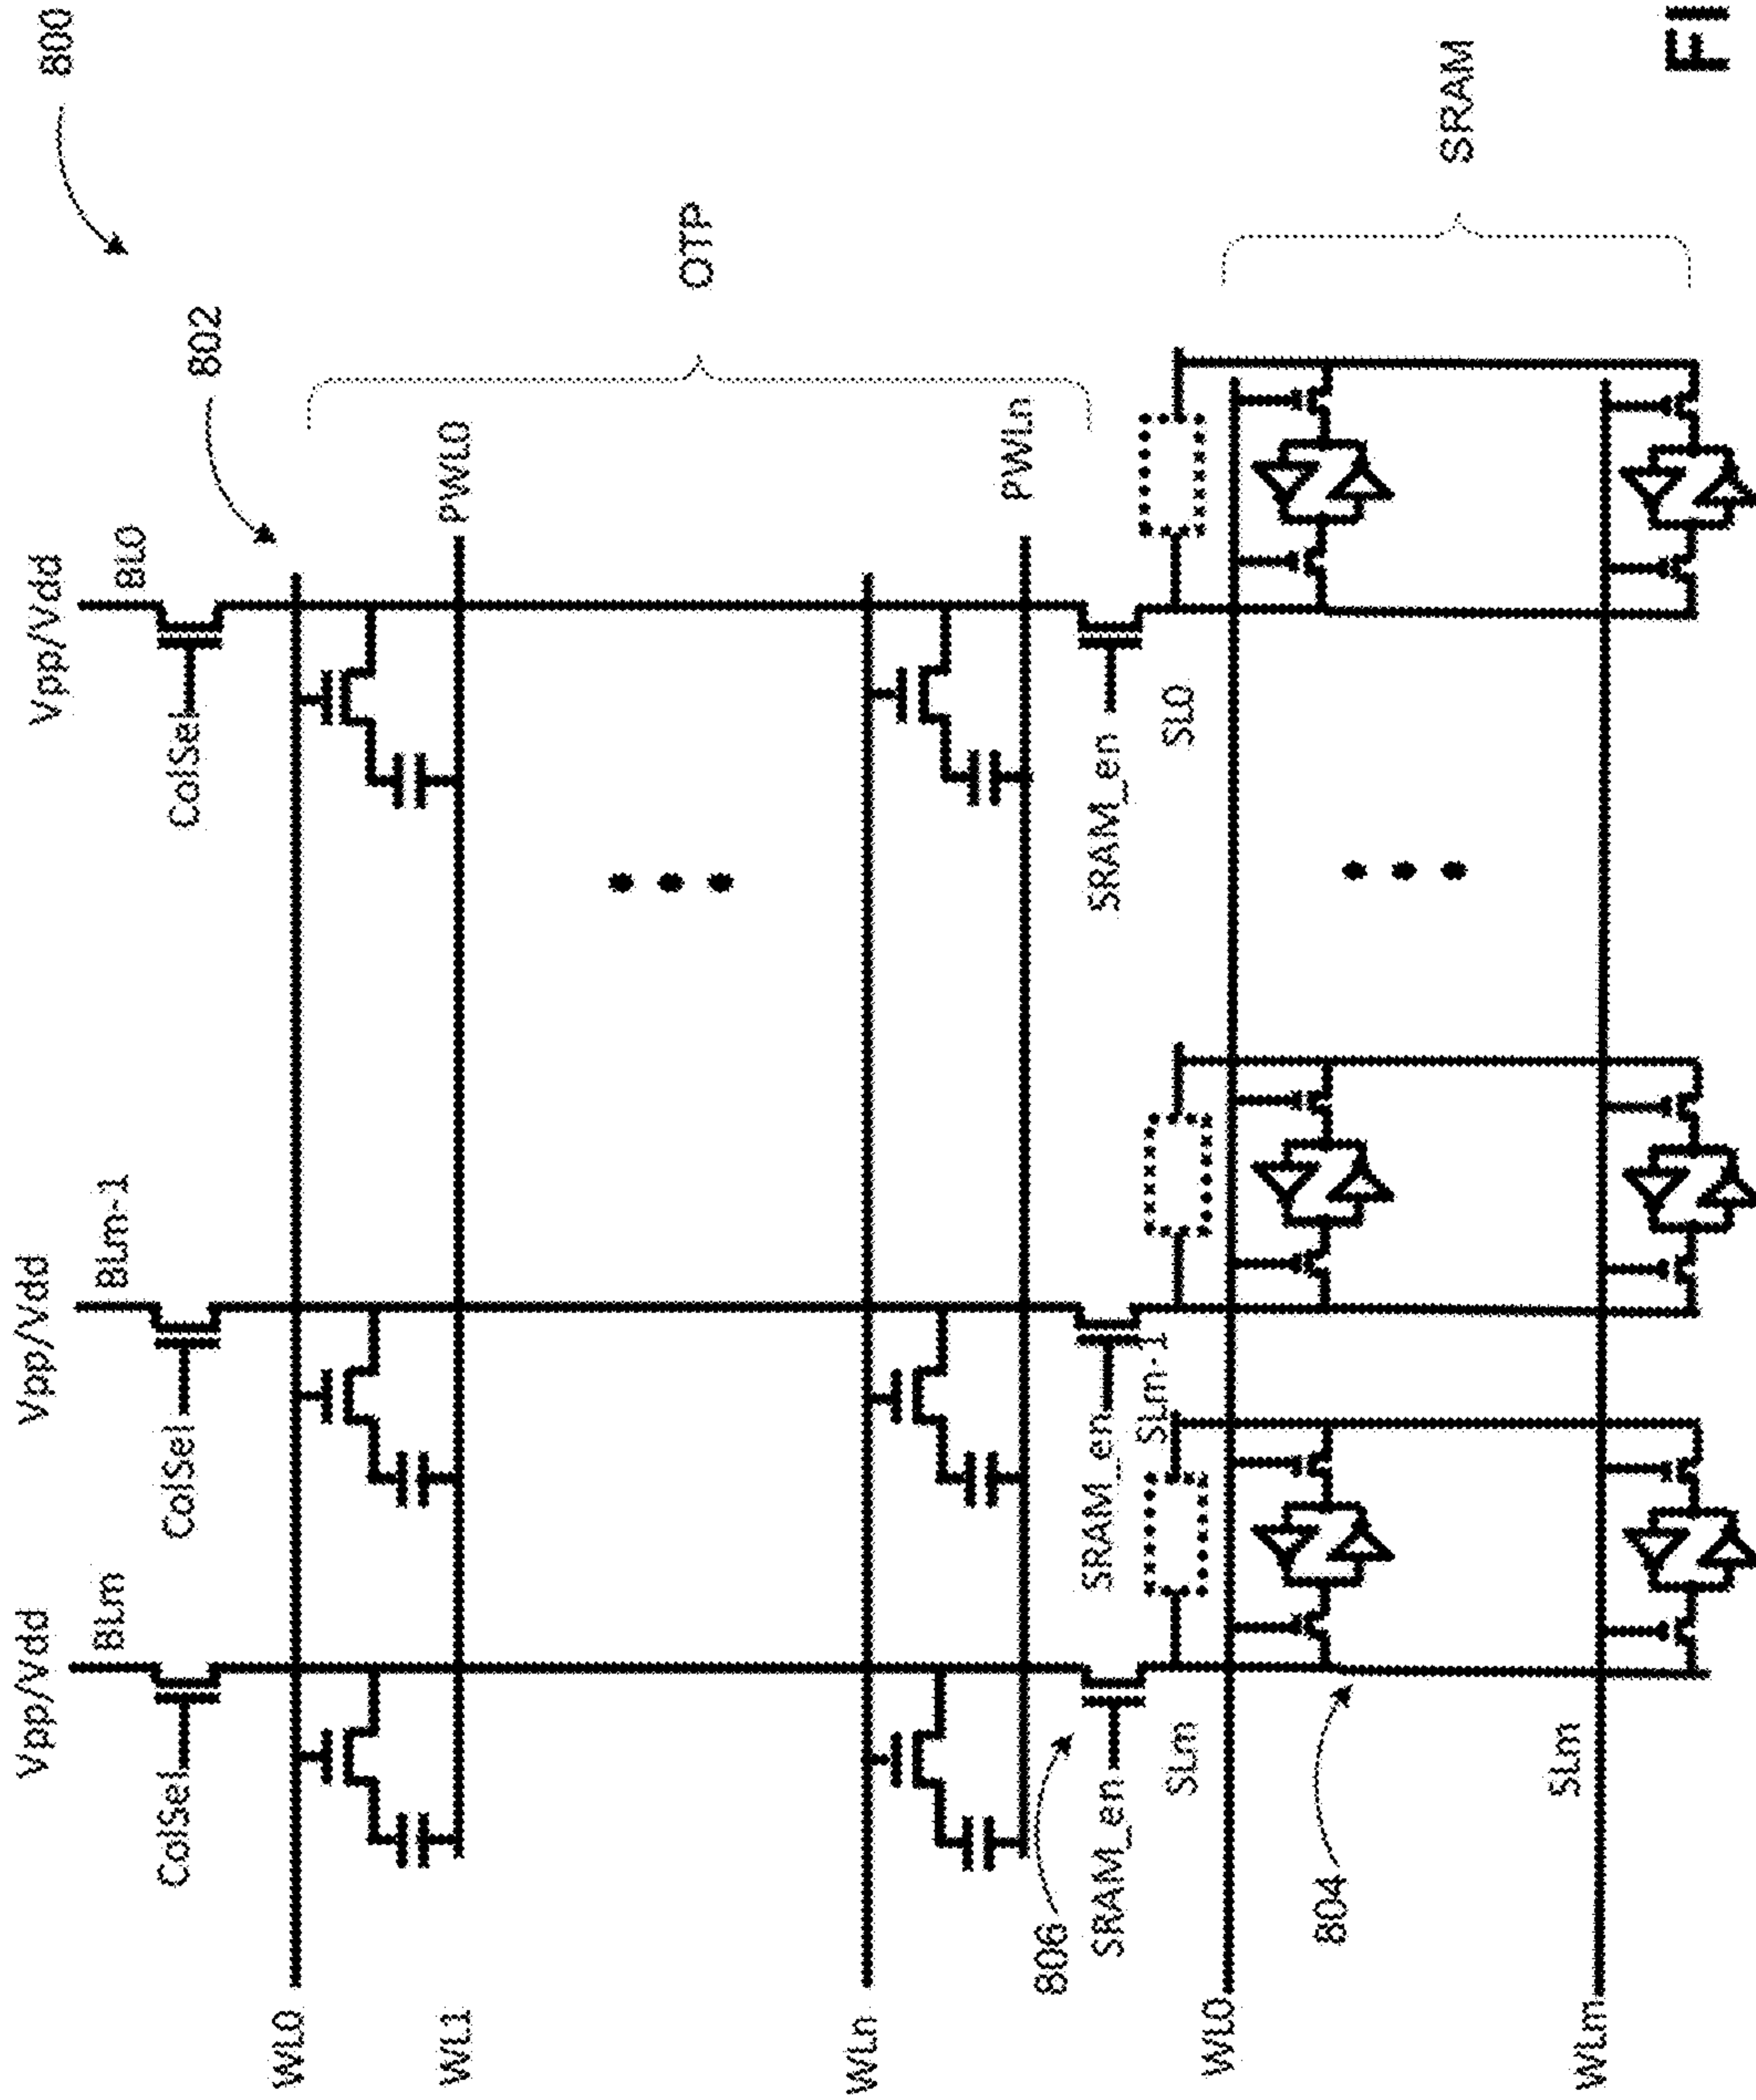 800
802
Vpp/Vdd
Vpp/Vdd
Vpp/Vdd
BLm
BLm-1
BL0
ColSel
ColSel
ColSel
WL0
WL1
PWL0
OTP
WLn
PWLn
806
SRAM_en
SRAM_en
SRAM_en
SLm
SLm-1
SL0
WL0
804
SRAM
SLm
WLm
FI